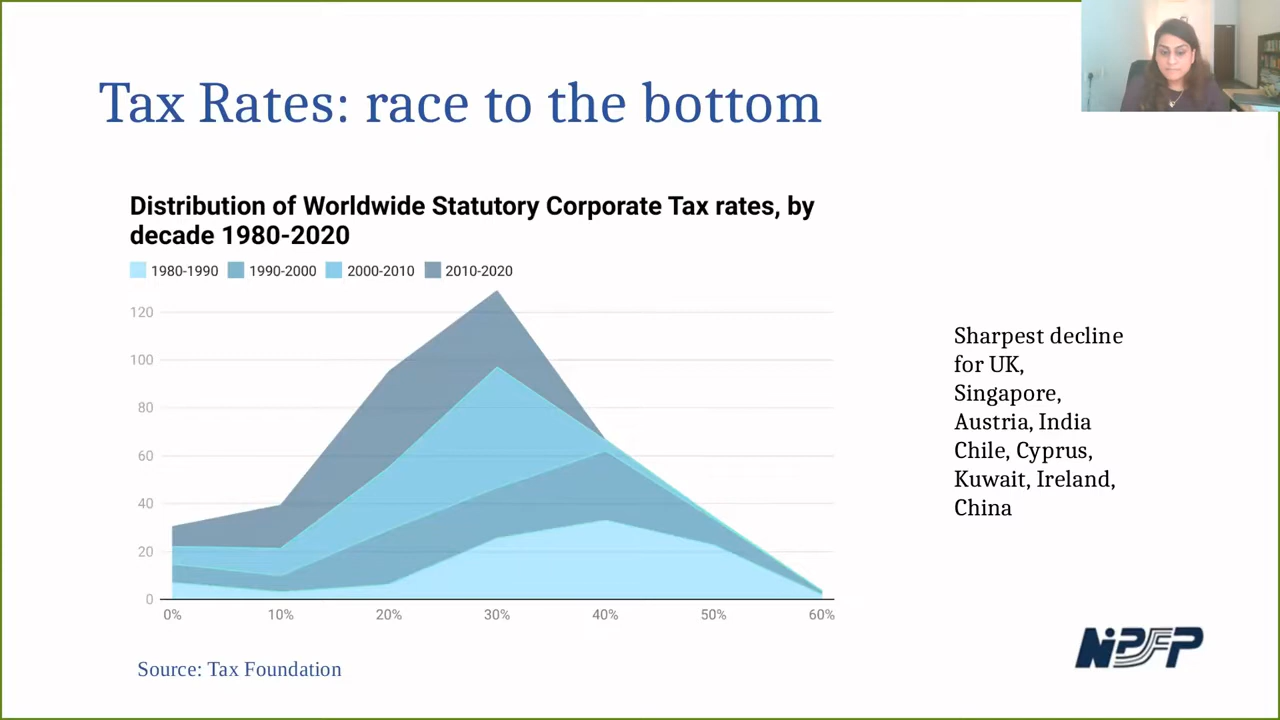 Tax Rates: race to the bottom
Distribution of Worldwide Statutory Corporate Tax rates, by
decade 1980-2020
1980-1990 1990-2000 2000-2010 2010-2020
120
100
80
60
40
20
0
0% 10% 20% 30% 40% 50% 60%
Sharpest decline
for UK,
Singapore,
Austria, India
Chile, Cyprus,
Kuwait, Ireland,
China
Source: Tax Foundation
NIPFP